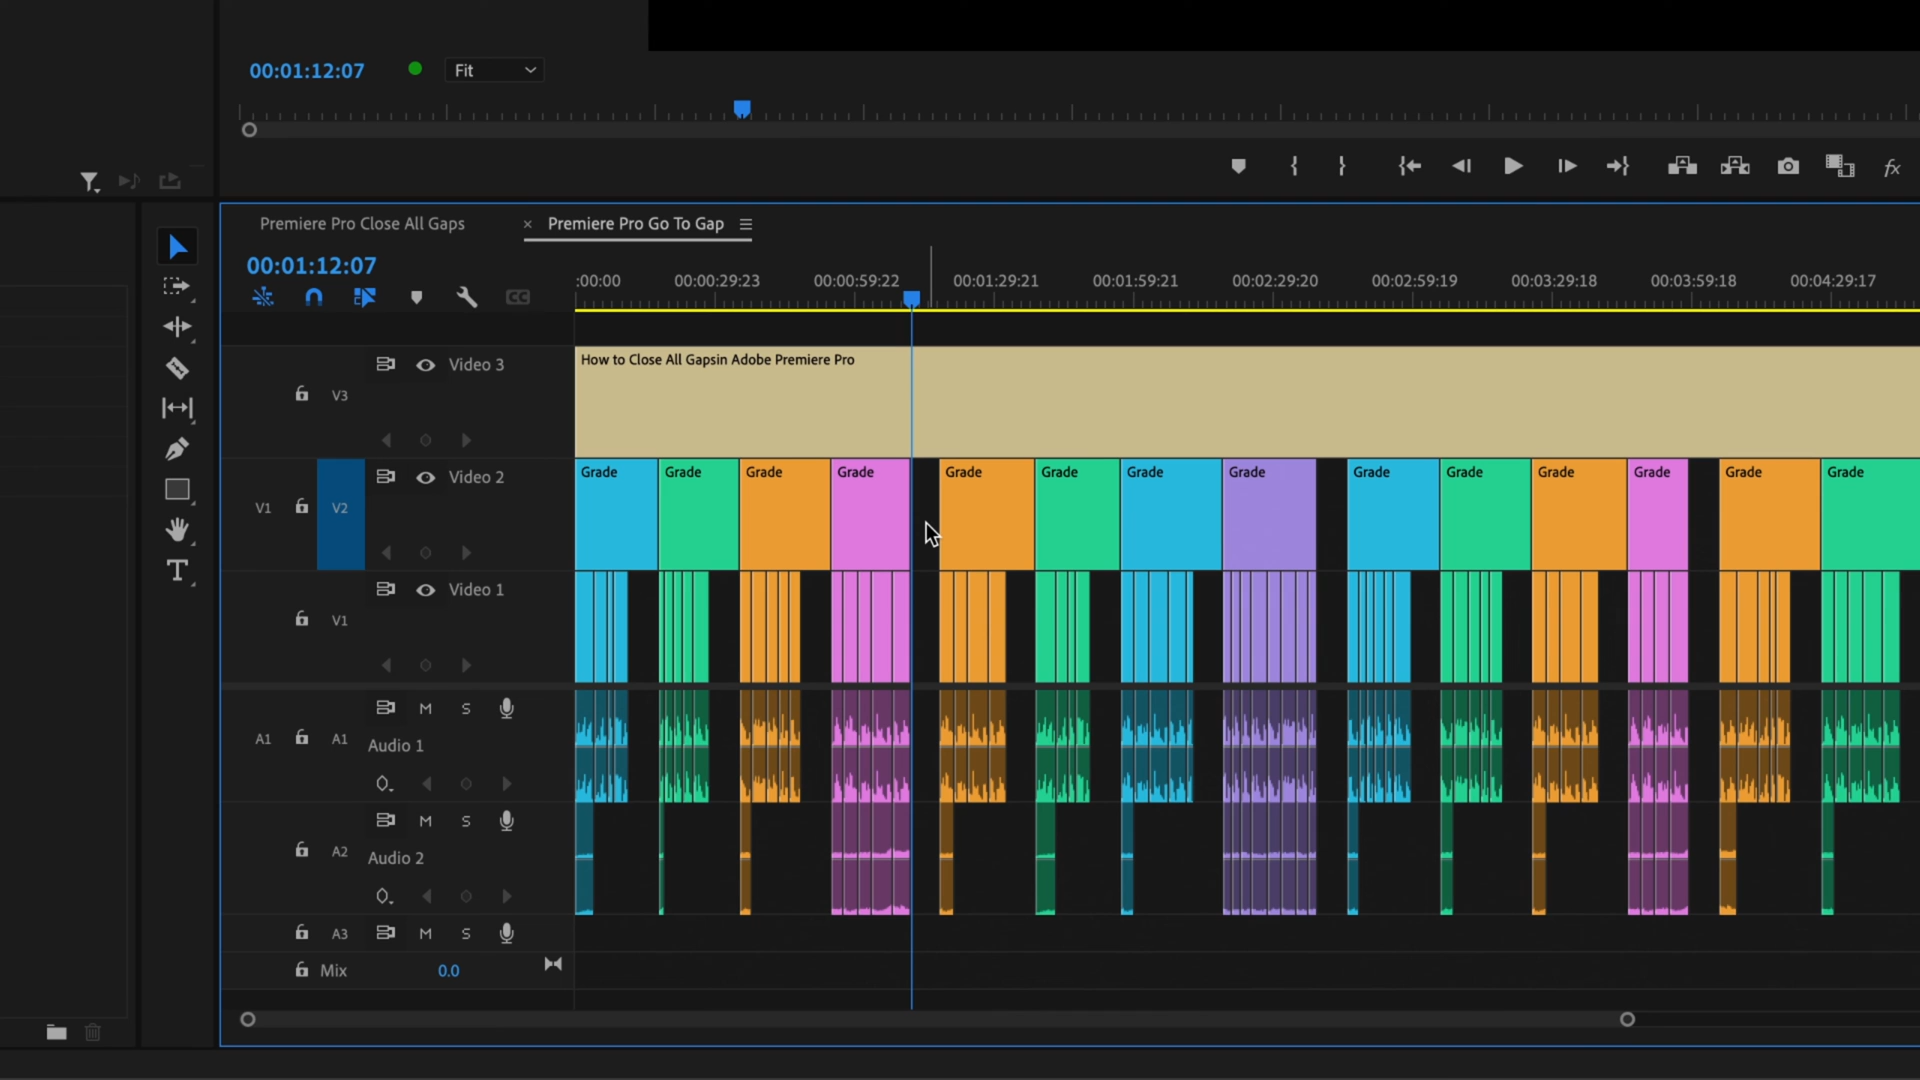 00:01:12:07
Fit
fx
Premiere Pro Close All Gaps
× Premiere Pro Go To Gap
00:01:12:07
:00:00 00:00:29:23 00:00:59:22 00:01:29:21 00:01:59:21 00:02:29:20 00:02:59:19 00:03:29:18 00:03:59:18 00:04:29:17
CC
V3 Video 3
How to Close All Gapsin Adobe Premiere Pro
V1 V2 Video 2
Grade Grade Grade Grade Grade Grade Grade Grade Grade Grade Grade Grade Grade Grade
V1 Video 1
M S
A1 A1 Audio 1
M S
A2 Audio 2
A3 M S
Mix 0.0
T